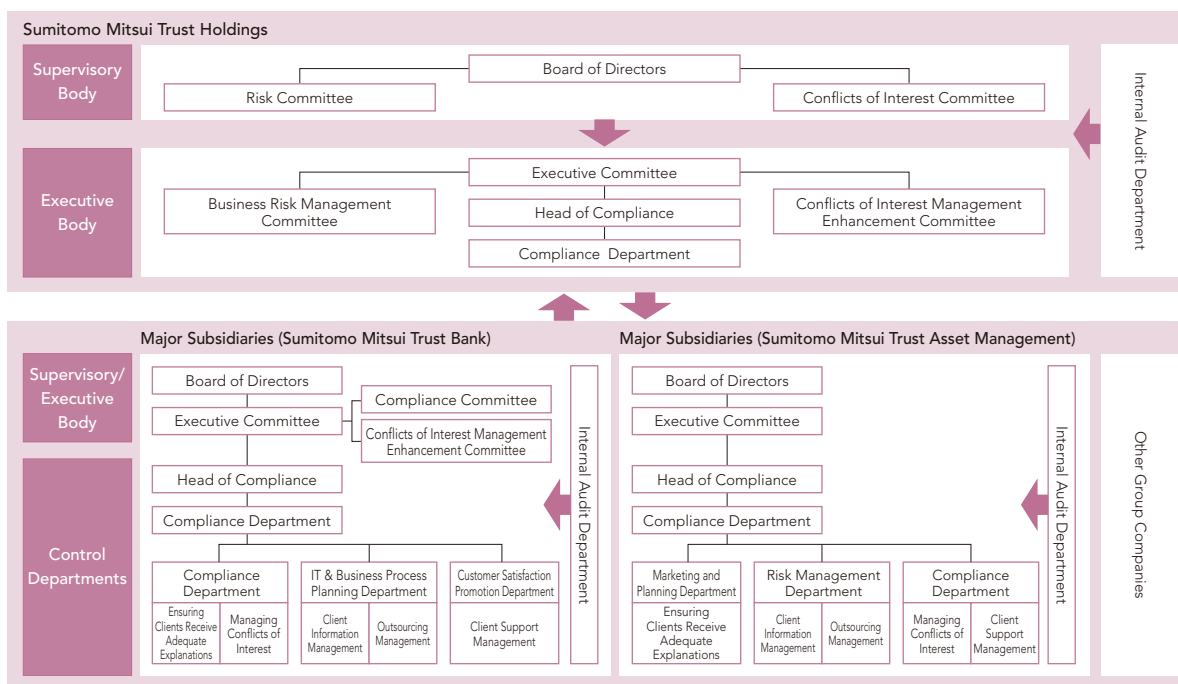 Sumitomo Mitsui Trust Holdings
Supervisory
Body
Board of Directors
Risk Committee
Conflicts of Interest Committee
Internal Audit Department
Executive
Body
Executive Committee
Business Risk Management
Committee
Head of Compliance
Conflicts of Interest Management
Enhancement Committee
Compliance Department
Major Subsidiaries (Sumitomo Mitsui Trust Bank)
Supervisory/
Executive
Body
Board of Directors
Executive Committee
Compliance Committee
Conflicts of Interest Management
Enhancement Committee
Control
Departments
Head of Compliance
Compliance Department
Compliance
Department
Ensuring
Clients Receive
Adequate
Explanations
Managing
Conflicts of
Interest
IT & Business Process
Planning Department
Client
Information
Management
Outsourcing
Management
Customer Satisfaction
Promotion Department
Client Support
Management
Internal Audit Department
Major Subsidiaries (Sumitomo Mitsui Trust Asset Management)
Board of Directors
Executive Committee
Head of Compliance
Compliance Department
Marketing and
Planning Department
Ensuring
Clients Receive
Adequate
Explanations
Risk Management
Department
Client
Information
Management
Outsourcing
Management
Compliance
Department
Managing
Conflicts of
Interest
Client
Support
Management
Internal Audit Department
Other Group Companies